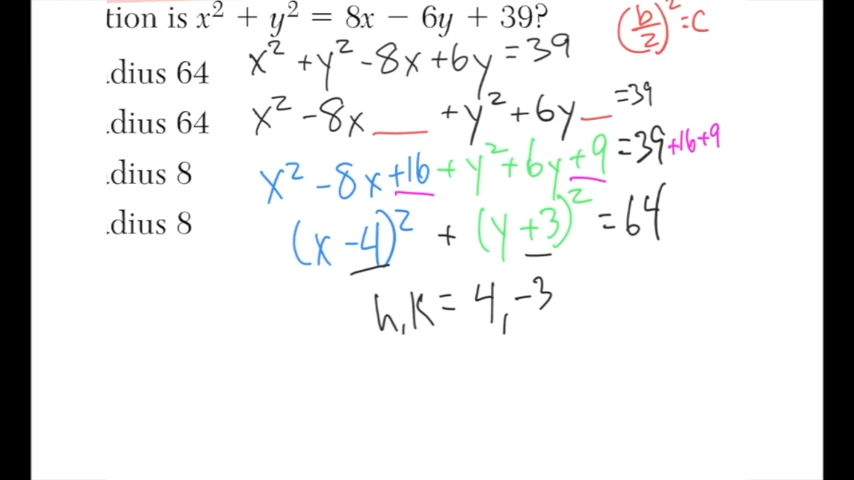 tion is x² + y² = 8x − 6y + 39?
(b/2)² = C
.dius 64
x² + y² - 8x + 6y = 39
.dius 64
x² - 8x __ + y² + 6y __ = 39
.dius 8
x² - 8x + 16 + y² + 6y + 9 = 39 + 16 + 9
.dius 8
(x - 4)² + (y + 3)² = 64
h, K = 4, -3